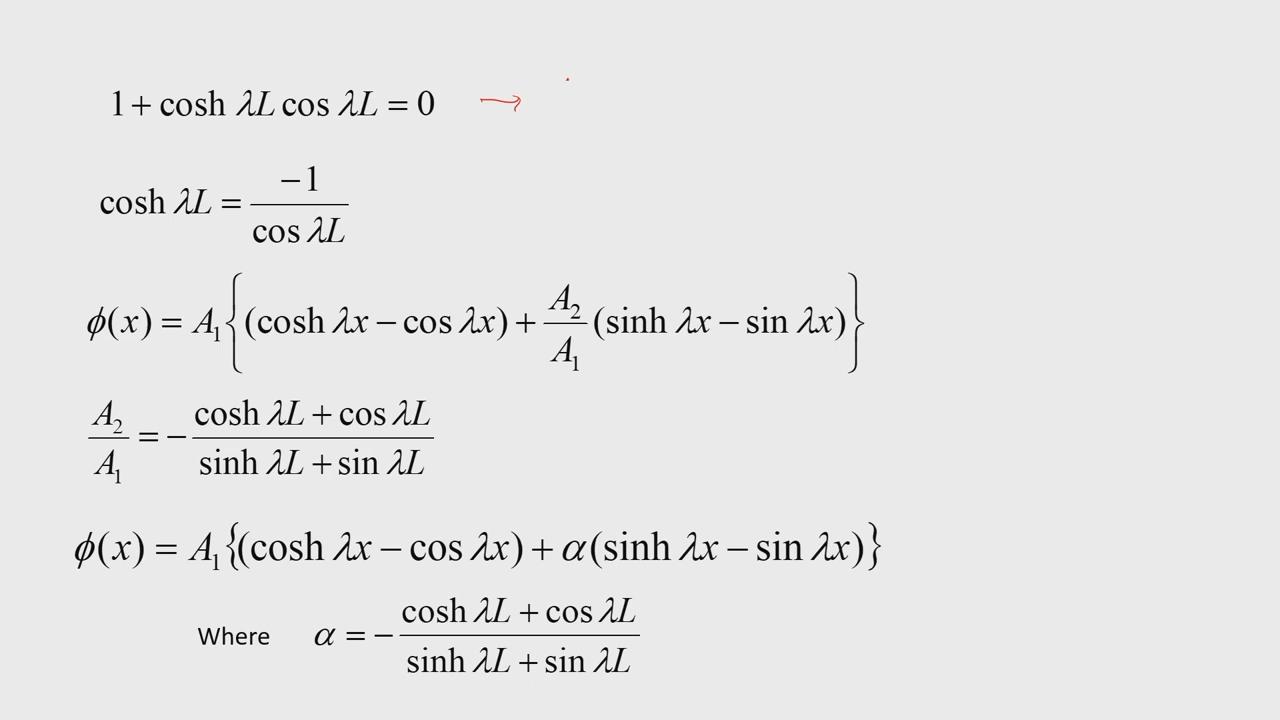 1 + cosh λL cos λL = 0 →
cosh λL = −1 / cos λL
ϕ(x) = A₁{(cosh λx − cos λx) + A₂/A₁ (sinh λx − sin λx)}
A₂/A₁ = − (cosh λL + cos λL) / (sinh λL + sin λL)
ϕ(x) = A₁{(cosh λx − cos λx) + α(sinh λx − sin λx)}
Where α = − (cosh λL + cos λL) / (sinh λL + sin λL)